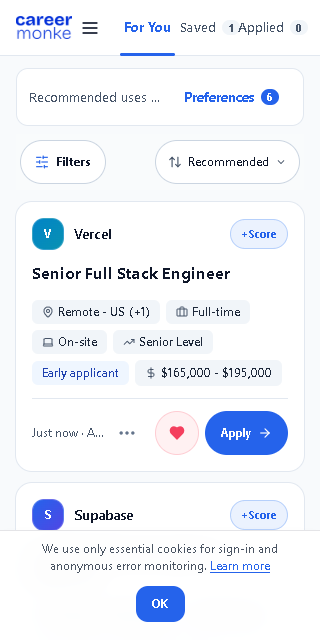 career
monke
For You Saved 1 Applied 0
Recommended uses ... Preferences 6
Filters Recommended
V Vercel +Score
Senior Full Stack Engineer
Remote - US (+1) Full-time
On-site Senior Level
Early applicant $165,000 - $195,000
Just now · A... Apply
S Supabase +Score
We use only essential cookies for sign-in and
anonymous error monitoring. Learn more
OK